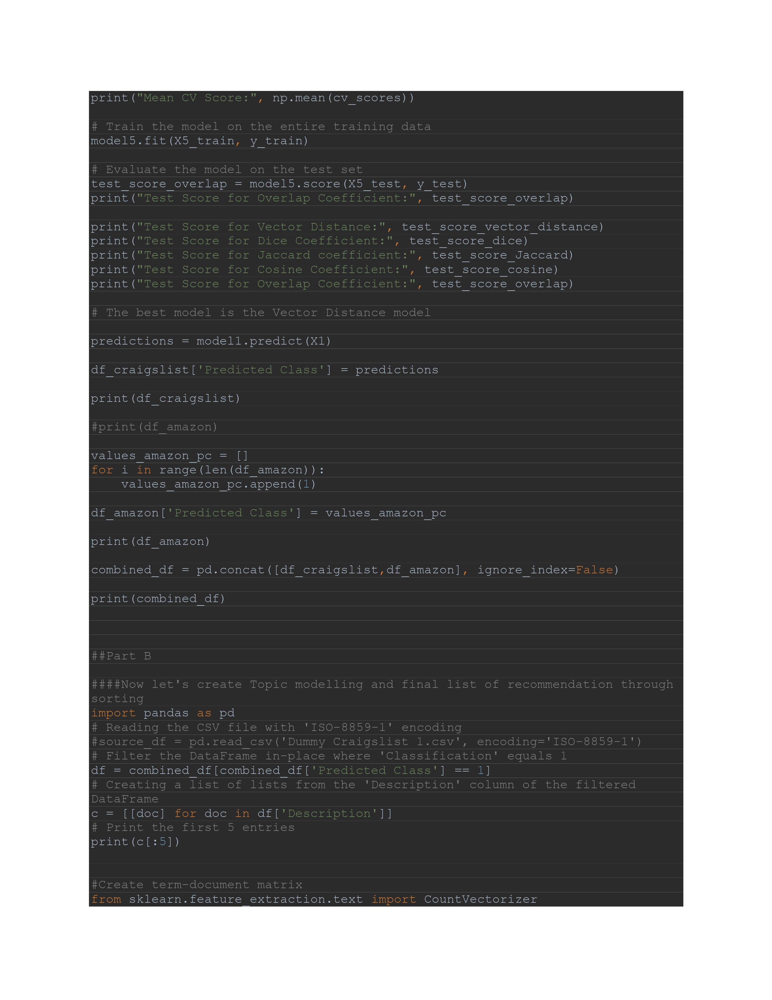 print("Mean CV Score:", np.mean(cv_scores))
# Train the model on the entire training data
model5.fit(X5_train, y_train)
# Evaluate the model on the test set
test_score_overlap = model5.score(X5_test, y_test)
print("Test Score for Overlap Coefficient:", test_score_overlap)
print("Test Score for Vector Distance:", test_score_vector_distance)
print("Test Score for Dice Coefficient:", test_score_dice)
print("Test Score for Jaccard coefficient:", test_score_Jaccard)
print("Test Score for Cosine Coefficient:", test_score_cosine)
print("Test Score for Overlap Coefficient:", test_score_overlap)
# The best model is the Vector Distance model
predictions = model1.predict(X1)
df_craigslist['Predicted Class'] = predictions
print(df_craigslist)
#print(df_amazon)
values_amazon_pc = []
for i in range(len(df_amazon)):
    values_amazon_pc.append(1)
df_amazon['Predicted Class'] = values_amazon_pc
print(df_amazon)
combined_df = pd.concat([df_craigslist,df_amazon], ignore_index=False)
print(combined_df)
##Part B
####Now let's create Topic modelling and final list of recommendation through
sorting
import pandas as pd
# Reading the CSV file with 'ISO-8859-1' encoding
#source_df = pd.read_csv('Dummy Craigslist 1.csv', encoding='ISO-8859-1')
# Filter the DataFrame in-place where 'Classification' equals 1
df = combined_df[combined_df['Predicted Class'] == 1]
# Creating a list of lists from the 'Description' column of the filtered
DataFrame
c = [[doc] for doc in df['Description']]
# Print the first 5 entries
print(c[:5])
#Create term-document matrix
from sklearn.feature_extraction.text import CountVectorizer